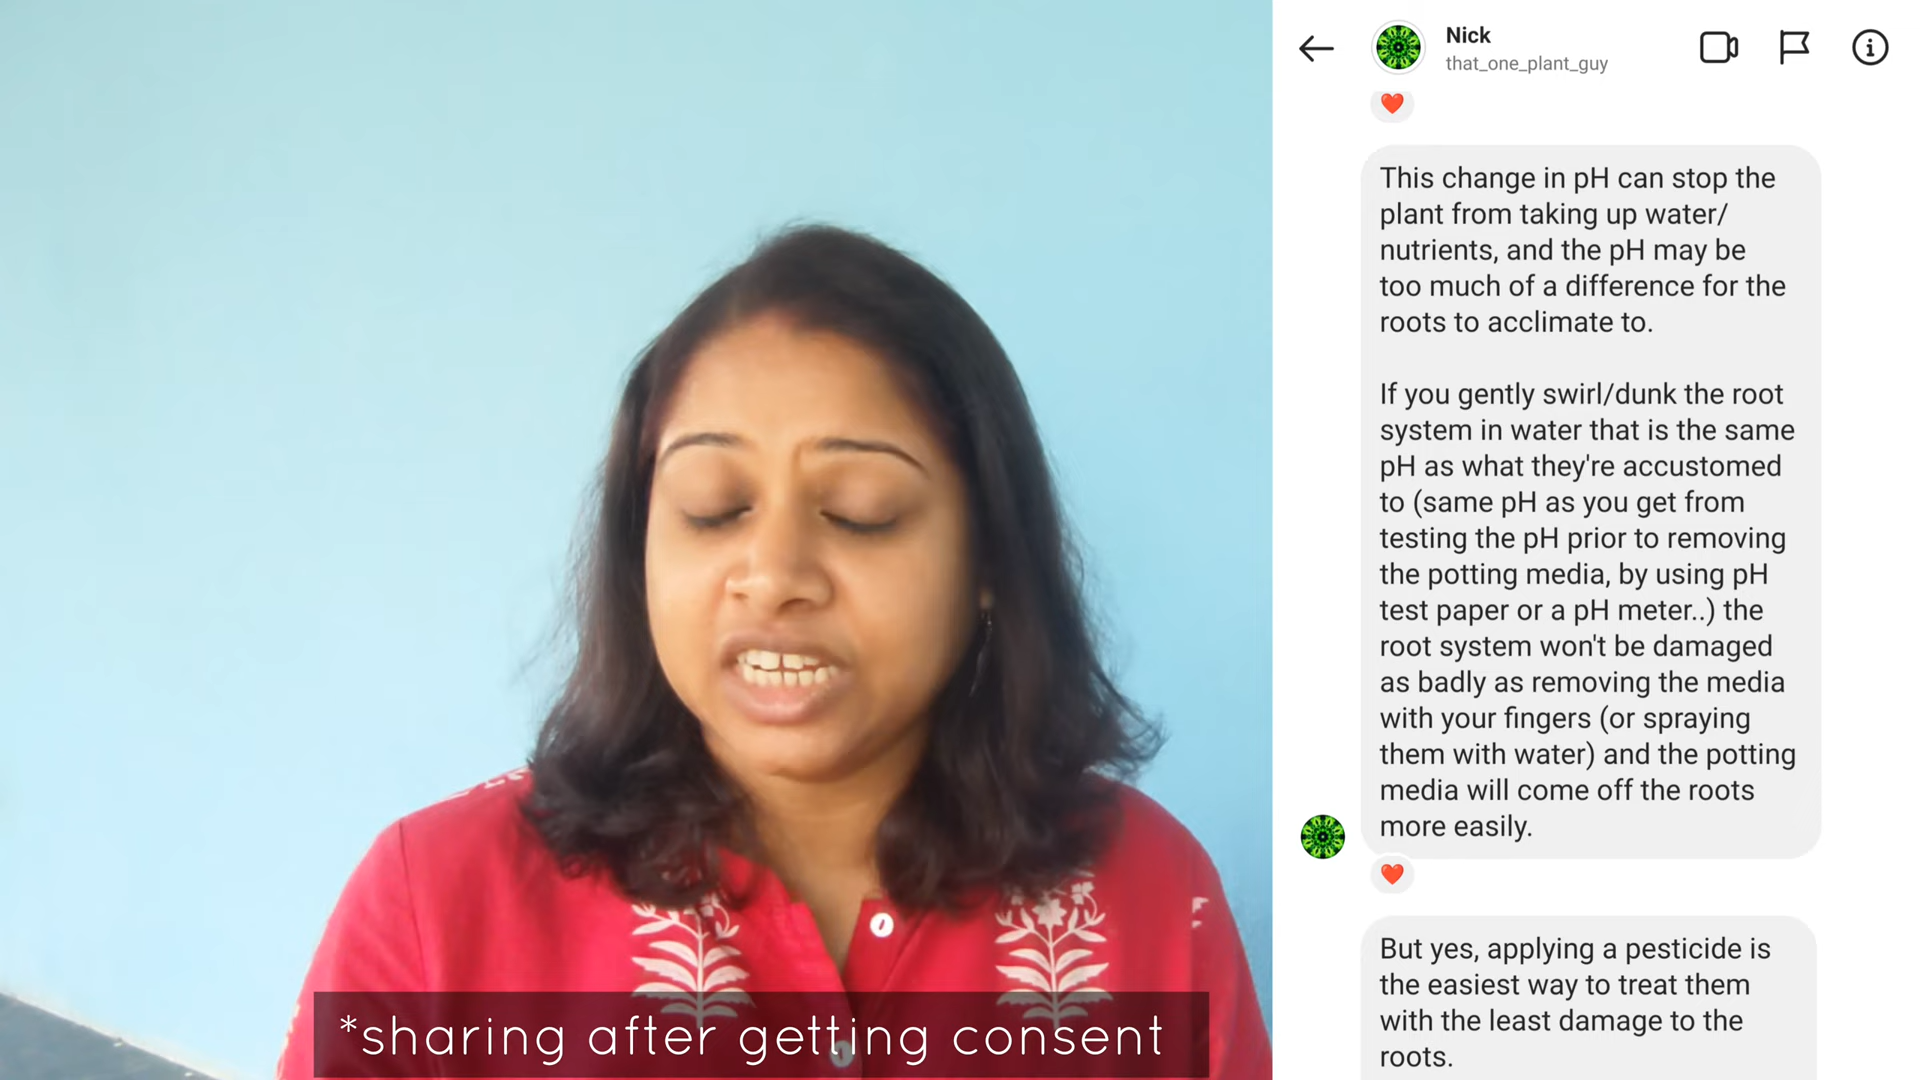 Nick
that_one_plant_guy
This change in pH can stop the
plant from taking up water/
nutrients, and the pH may be
too much of a difference for the
roots to acclimate to.
If you gently swirl/dunk the root
system in water that is the same
pH as what they're accustomed
to (same pH as you get from
testing the pH prior to removing
the potting media, by using pH
test paper or a pH meter..) the
root system won't be damaged
as badly as removing the media
with your fingers (or spraying
them with water) and the potting
media will come off the roots
more easily.
But yes, applying a pesticide is
the easiest way to treat them
with the least damage to the
roots.
*sharing after getting consent